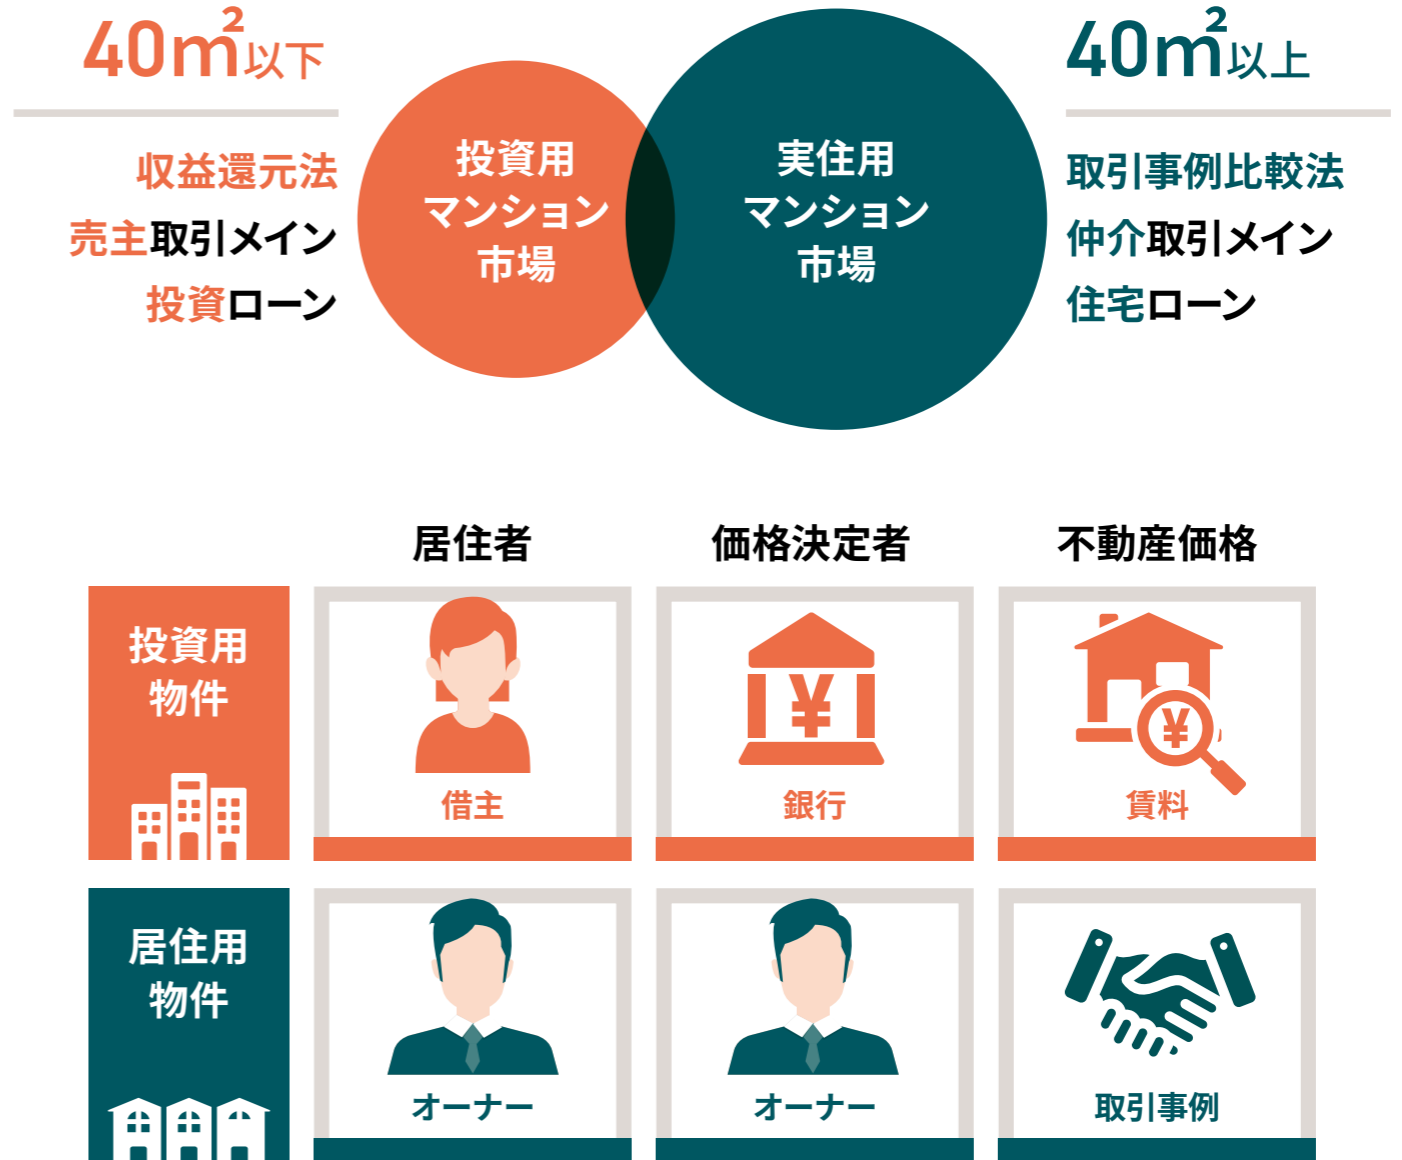 40㎡以下
収益還元法
売主取引メイン
投資ローン
投資用
マンション
市場
実住用
マンション
市場
40㎡以上
取引事例比較法
仲介取引メイン
住宅ローン
居住者
価格決定者
不動産価格
投資用
物件
¥
¥
借主
銀行
賃料
居住用
物件
オーナー
オーナー
取引事例